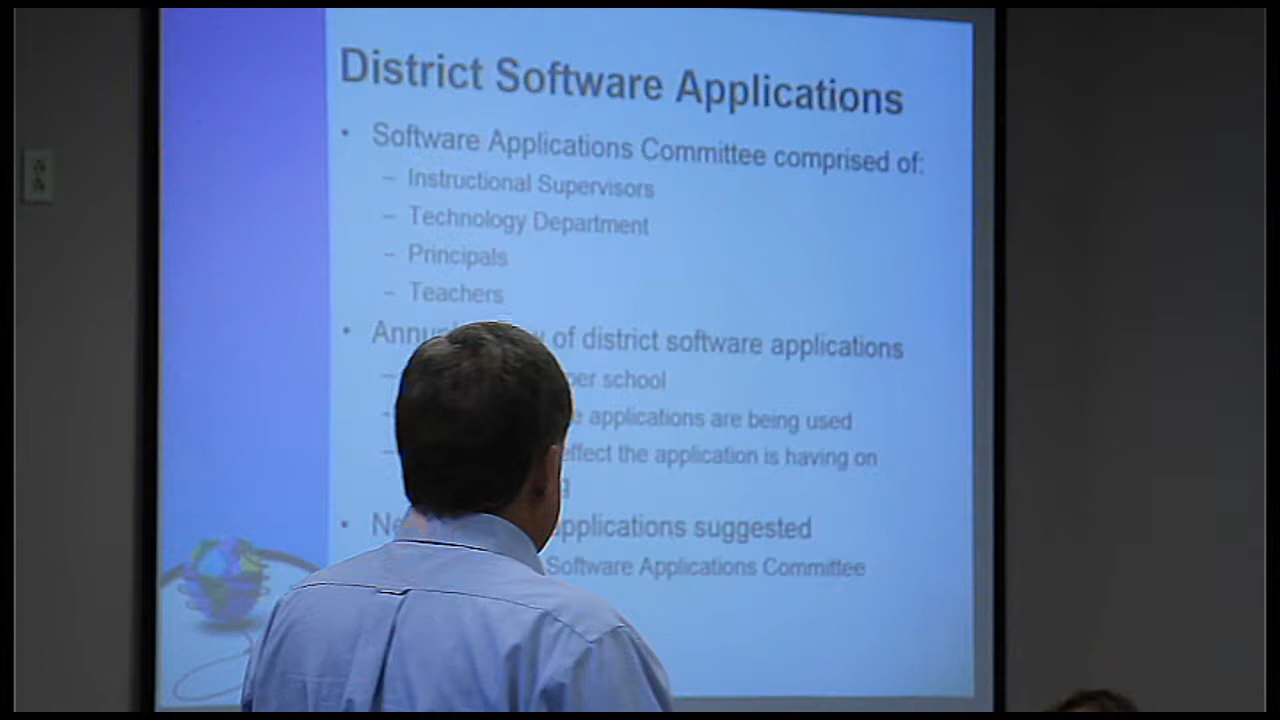 District Software Applications
• Software Applications Committee comprised of:
– Instructional Supervisors
– Technology Department
– Principals
– Teachers
• of district software applications
– per school
– applications are being used
– effect the application is having on
• applications suggested
Software Applications Committee